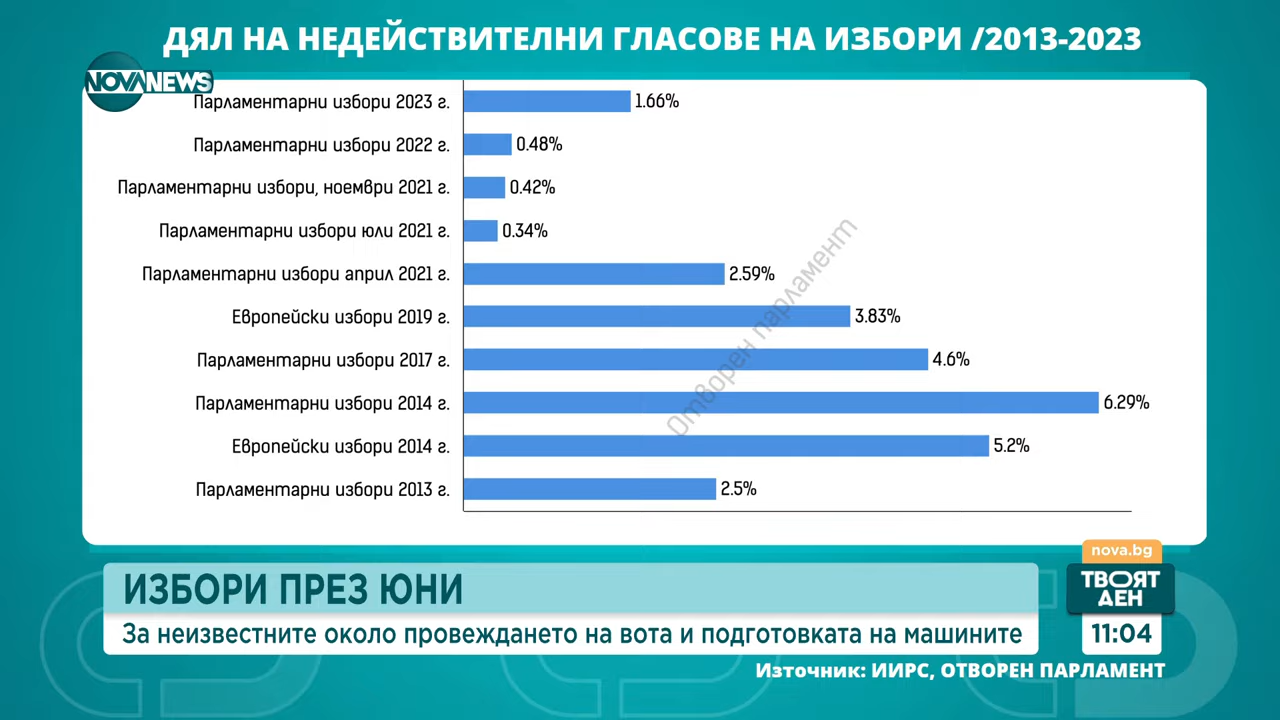 ДЯЛ НА НЕДЕЙСТВИТЕЛНИ ГЛАСОВЕ НА ИЗБОРИ /2013-2023
NOVANEWS
Парламентарни избори 2023 г. 1.66%
Парламентарни избори 2022 г. 0.48%
Парламентарни избори, ноември 2021 г. 0.42%
Парламентарни избори юли 2021 г. 0.34%
Парламентарни избори април 2021 г. 2.59%
Европейски избори 2019 г. 3.83%
Парламентарни избори 2017 г. 4.6%
Парламентарни избори 2014 г. 6.29%
Европейски избори 2014 г. 5.2%
Парламентарни избори 2013 г. 2.5%
Отворен парламент
ИЗБОРИ ПРЕЗ ЮНИ
За неизвестните около провеждането на вота и подготовката на машините
nova.bg
ТВОЯТ
ДЕН
11:04
Източник: ИИРС, ОТВОРЕН ПАРЛАМЕНТ